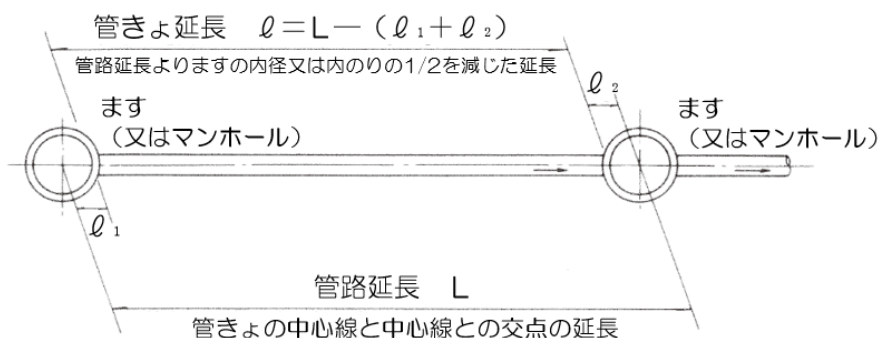 管きょ延長 ℓ＝L―（ℓ₁＋ℓ₂）
管路延長よりますの内径又は内のりの1/2を減じた延長
ℓ₂
ます
（又はマンホール）
ます
（又はマンホール）
ℓ₁
管路延長 L
管きょの中心線と中心線との交点の延長